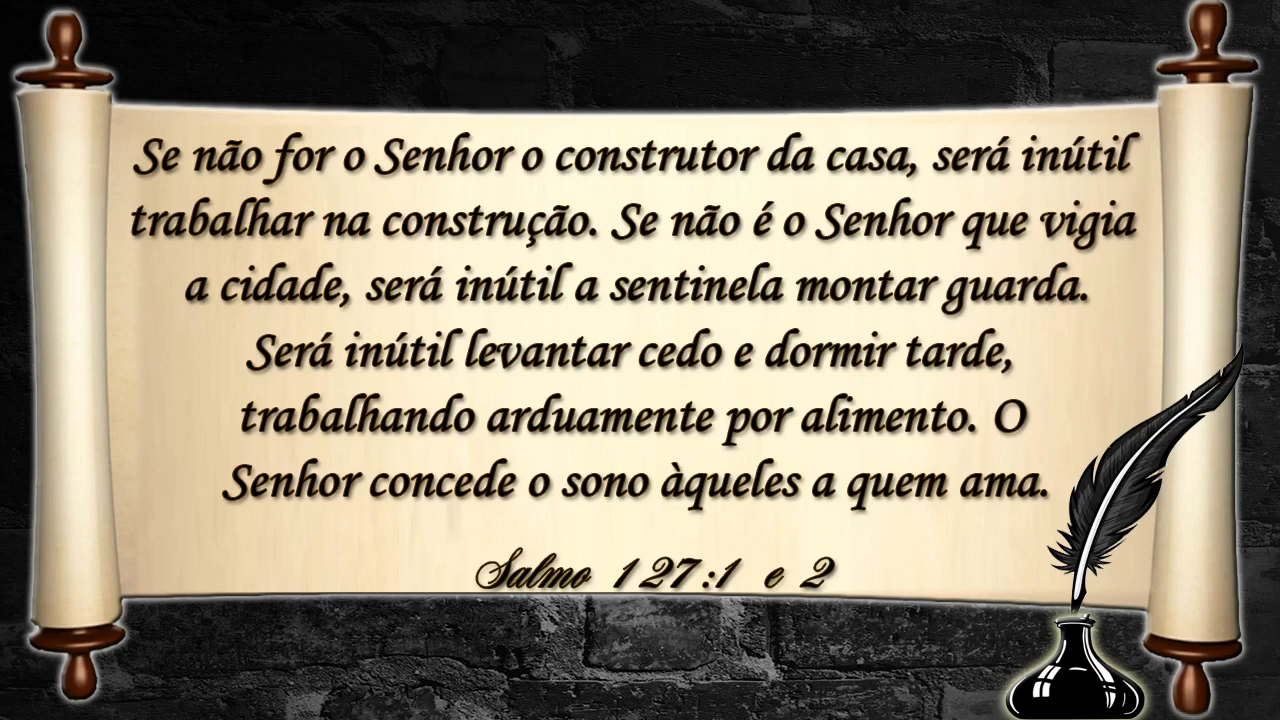 Se não for o Senhor o construtor da casa, será inútil
trabalhar na construção. Se não é o Senhor que vigia
a cidade, será inútil a sentinela montar guarda.
Será inútil levantar cedo e dormir tarde,
trabalhando arduamente por alimento. O
Senhor concede o sono àqueles a quem ama.
Salmo 127:1 e 2